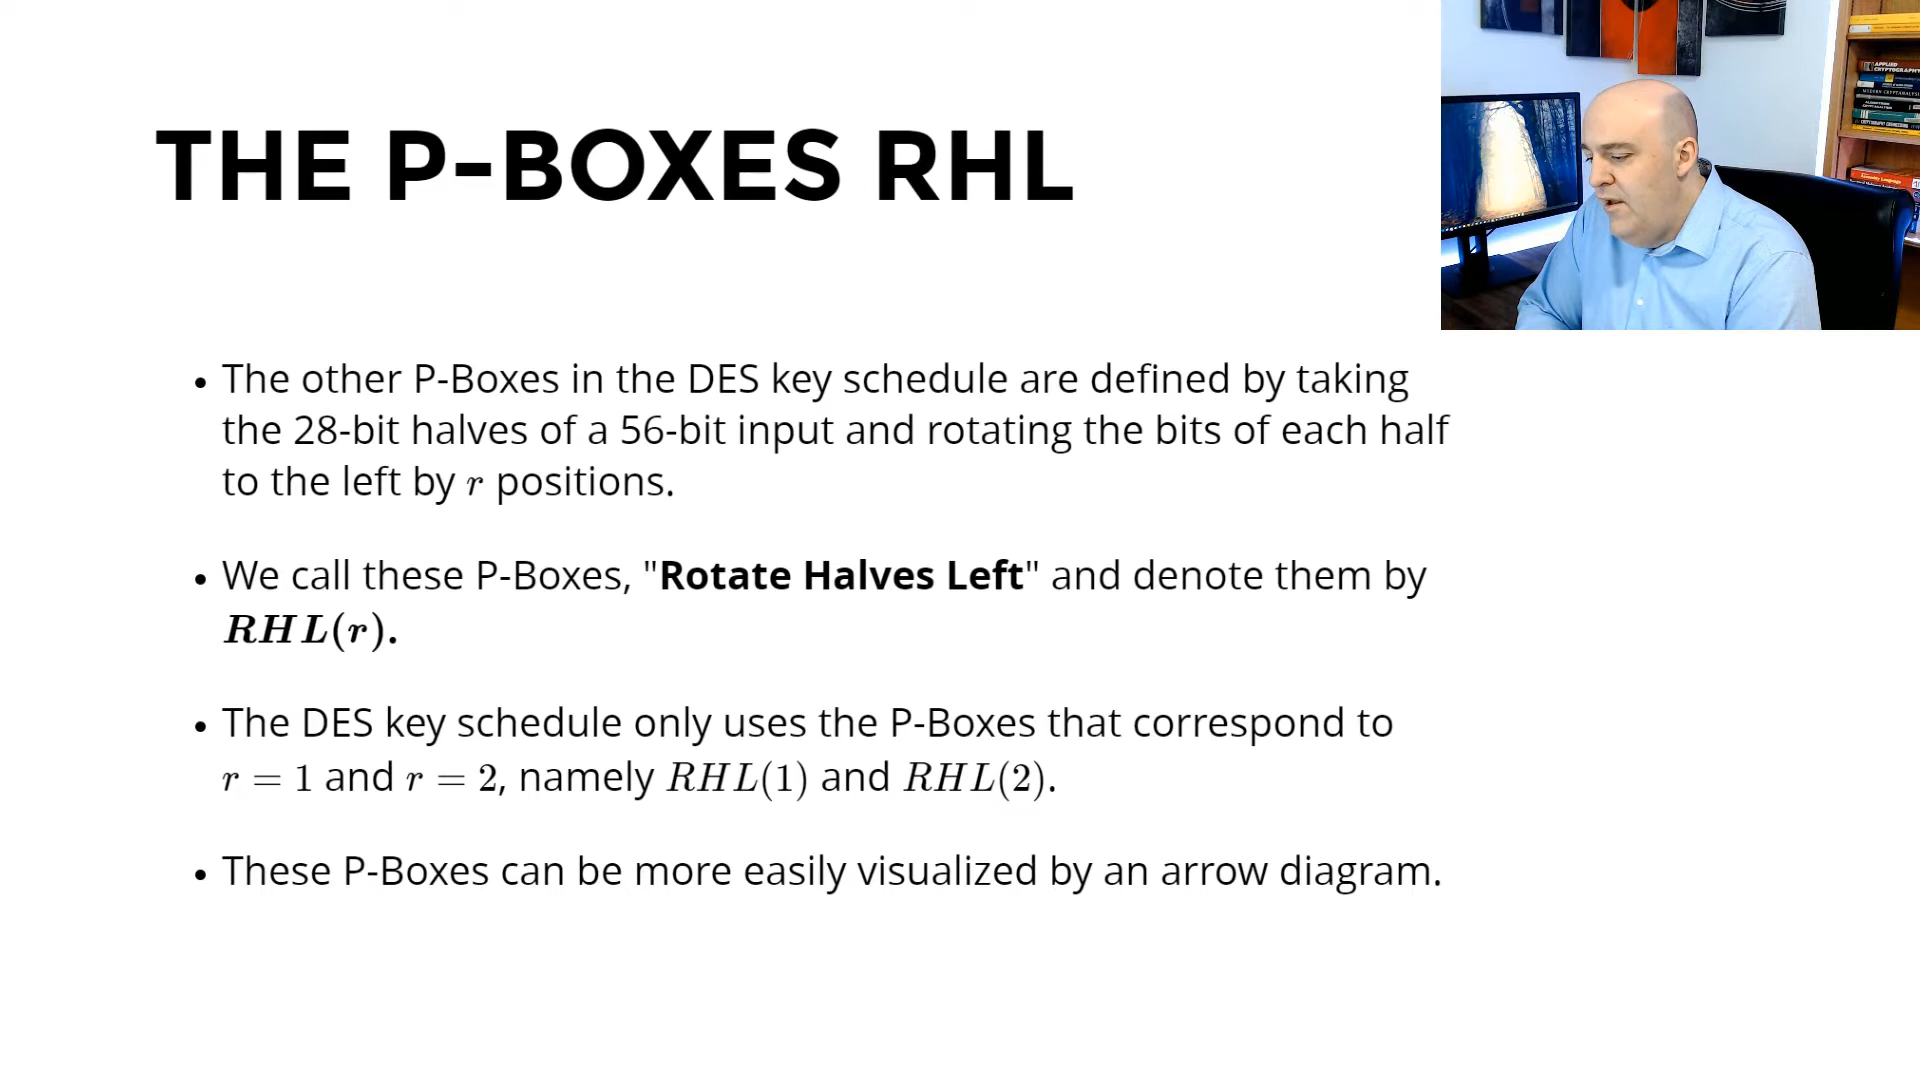 THE P-BOXES RHL
• The other P-Boxes in the DES key schedule are defined by taking
the 28-bit halves of a 56-bit input and rotating the bits of each half
to the left by r positions.
• We call these P-Boxes, "Rotate Halves Left" and denote them by
RHL(r).
• The DES key schedule only uses the P-Boxes that correspond to
r = 1 and r = 2, namely RHL(1) and RHL(2).
• These P-Boxes can be more easily visualized by an arrow diagram.
APPLIED
CRYPTOGRAPHY